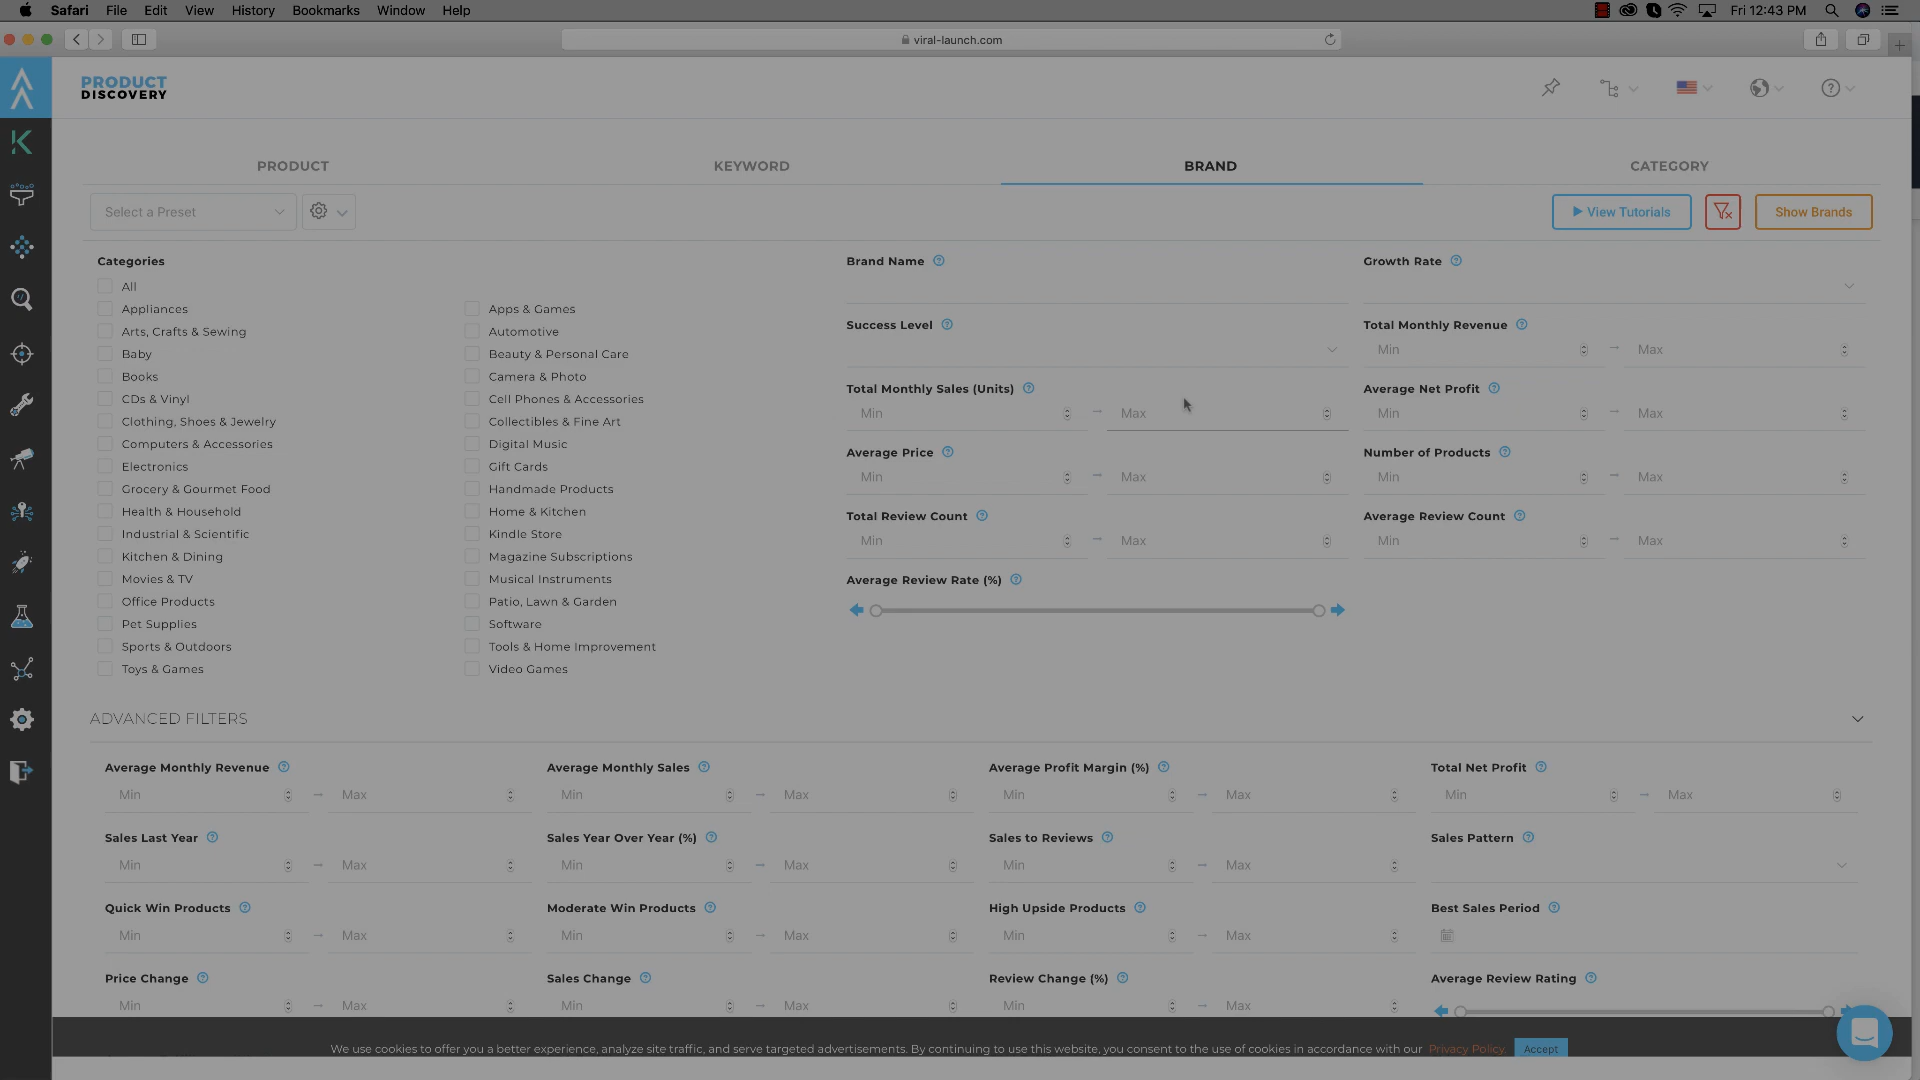 Safari File Edit View History Bookmarks Window Help Fri 12:43 PM
viral-launch.com
PRODUCT
DISCOVERY
PRODUCT KEYWORD BRAND CATEGORY
Select a Preset View Tutorials Show Brands
Categories
All
Appliances Apps & Games
Arts, Crafts & Sewing Automotive
Baby Beauty & Personal Care
Books Camera & Photo
CDs & Vinyl Cell Phones & Accessories
Clothing, Shoes & Jewelry Collectibles & Fine Art
Computers & Accessories Digital Music
Electronics Gift Cards
Grocery & Gourmet Food Handmade Products
Health & Household Home & Kitchen
Industrial & Scientific Kindle Store
Kitchen & Dining Magazine Subscriptions
Movies & TV Musical Instruments
Office Products Patio, Lawn & Garden
Pet Supplies Software
Sports & Outdoors Tools & Home Improvement
Toys & Games Video Games
Brand Name Growth Rate
Success Level Total Monthly Revenue
Min Max
Total Monthly Sales (Units) Average Net Profit
Min Max Min Max
Average Price Number of Products
Min Max Min Max
Total Review Count Average Review Count
Min Max Min Max
Average Review Rate (%)
ADVANCED FILTERS
Average Monthly Revenue Average Monthly Sales Average Profit Margin (%) Total Net Profit
Min Max Min Max Min Max Min Max
Sales Last Year Sales Year Over Year (%) Sales to Reviews Sales Pattern
Min Max Min Max Min Max
Quick Win Products Moderate Win Products High Upside Products Best Sales Period
Min Max Min Max Min Max
Price Change Sales Change Review Change (%) Average Review Rating
Min Max Min Max Min Max
We use cookies to offer you a better experience, analyze site traffic, and serve targeted advertisements. By continuing to use this website, you consent to the use of cookies in accordance with our Privacy Policy. Accept